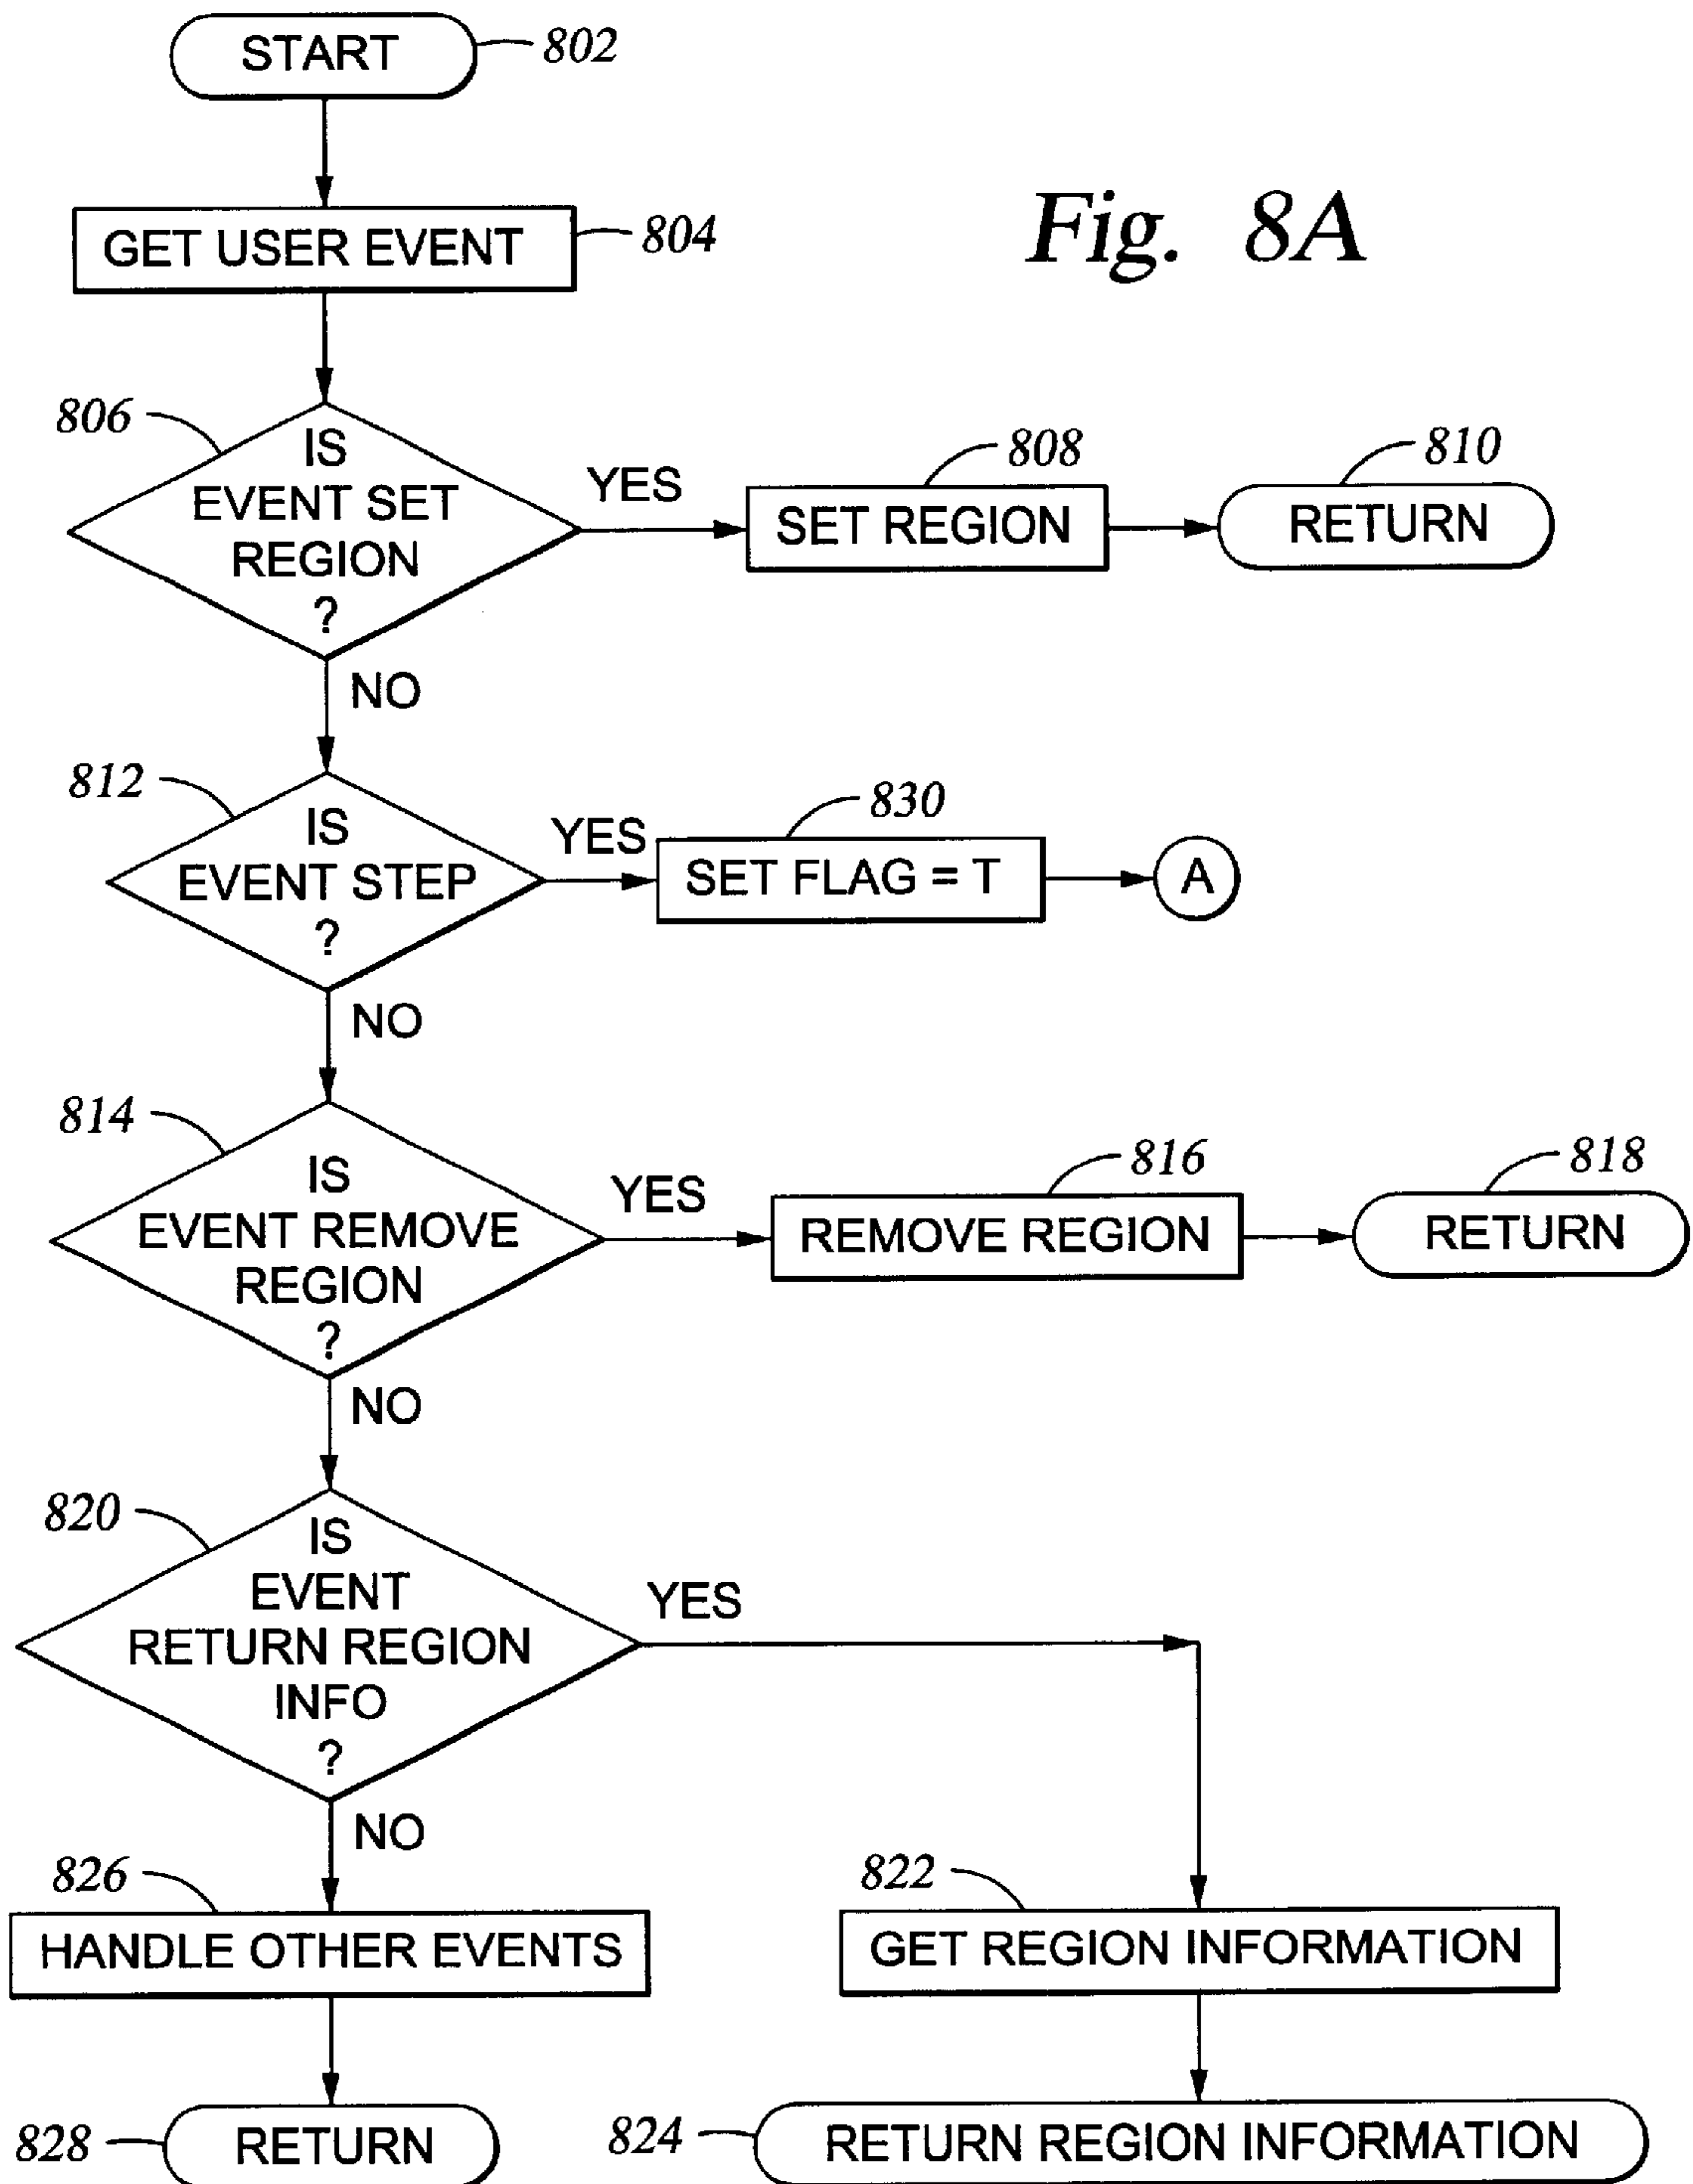 START
802
GET USER EVENT
804
Fig. 8A
806
IS
EVENT SET
REGION
?
YES
808
SET REGION
810
RETURN
NO
812
IS
EVENT STEP
?
YES
830
SET FLAG = T
A
NO
814
IS
EVENT REMOVE
REGION
?
YES
816
REMOVE REGION
818
RETURN
NO
820
IS
EVENT
RETURN REGION
INFO
?
YES
NO
826
HANDLE OTHER EVENTS
822
GET REGION INFORMATION
828
RETURN
824
RETURN REGION INFORMATION